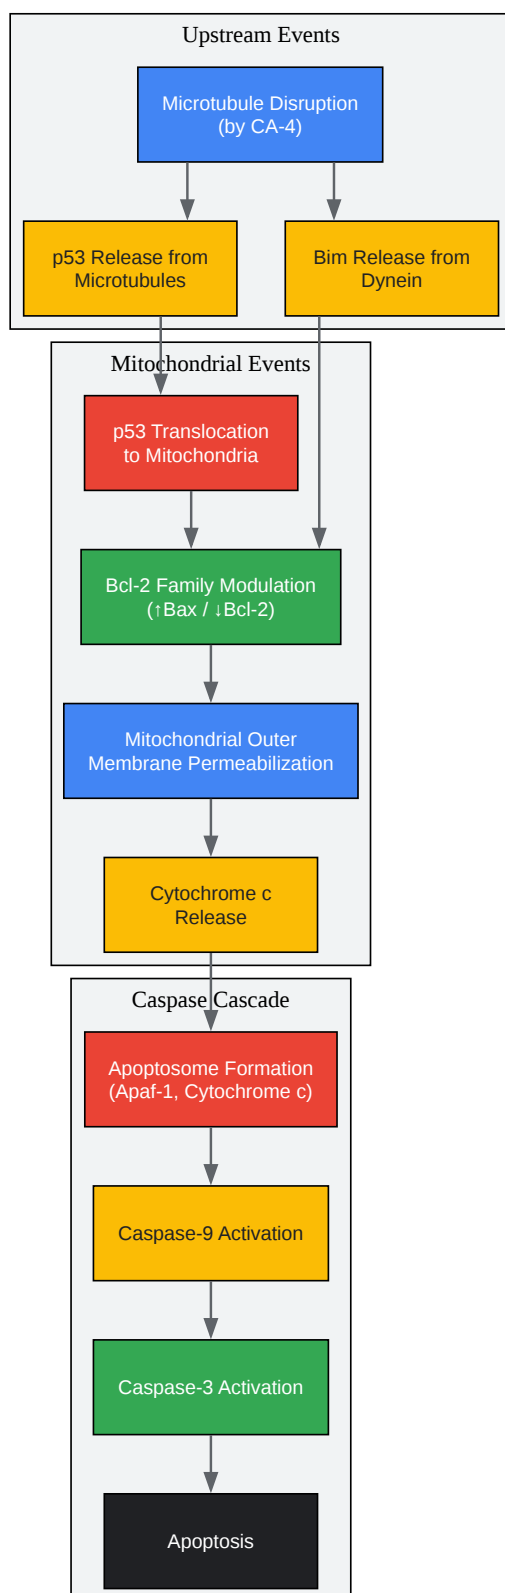 Upstream Events
Microtubule Disruption
(by CA-4)
p53 Release from
Microtubules
Bim Release from
Dynein
Mitochondrial Events
p53 Translocation
to Mitochondria
Bcl-2 Family Modulation
(↑Bax / ↓Bcl-2)
Mitochondrial Outer
Membrane Permeabilization
Cytochrome c
Release
Caspase Cascade
Apoptosome Formation
(Apaf-1, Cytochrome c)
Caspase-9 Activation
Caspase-3 Activation
Apoptosis